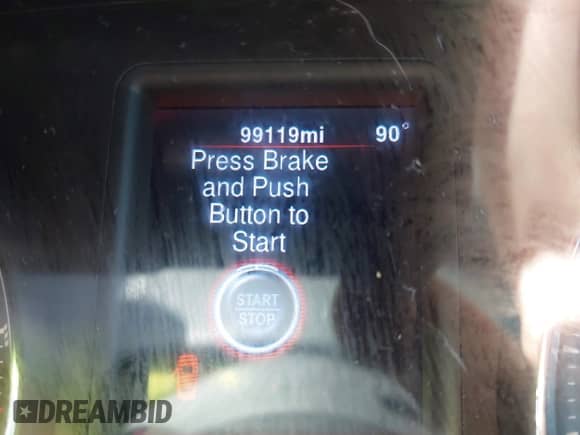 99119mi 90°
Press Brake
and Push
Button to
Start
START
STOP
DREAMBID